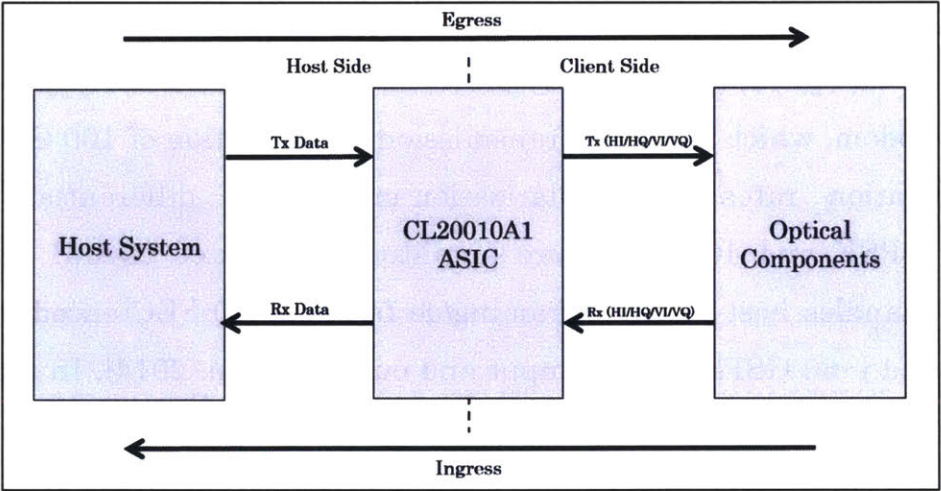 Egress
Host Side
Client Side
Tx Data
Tx (HI/HQ/VI/VQ)
Host System
CL20010A1
ASIC
Optical
Components
Rx Data
Rx (HI/HQ/VI/VQ)
Ingress